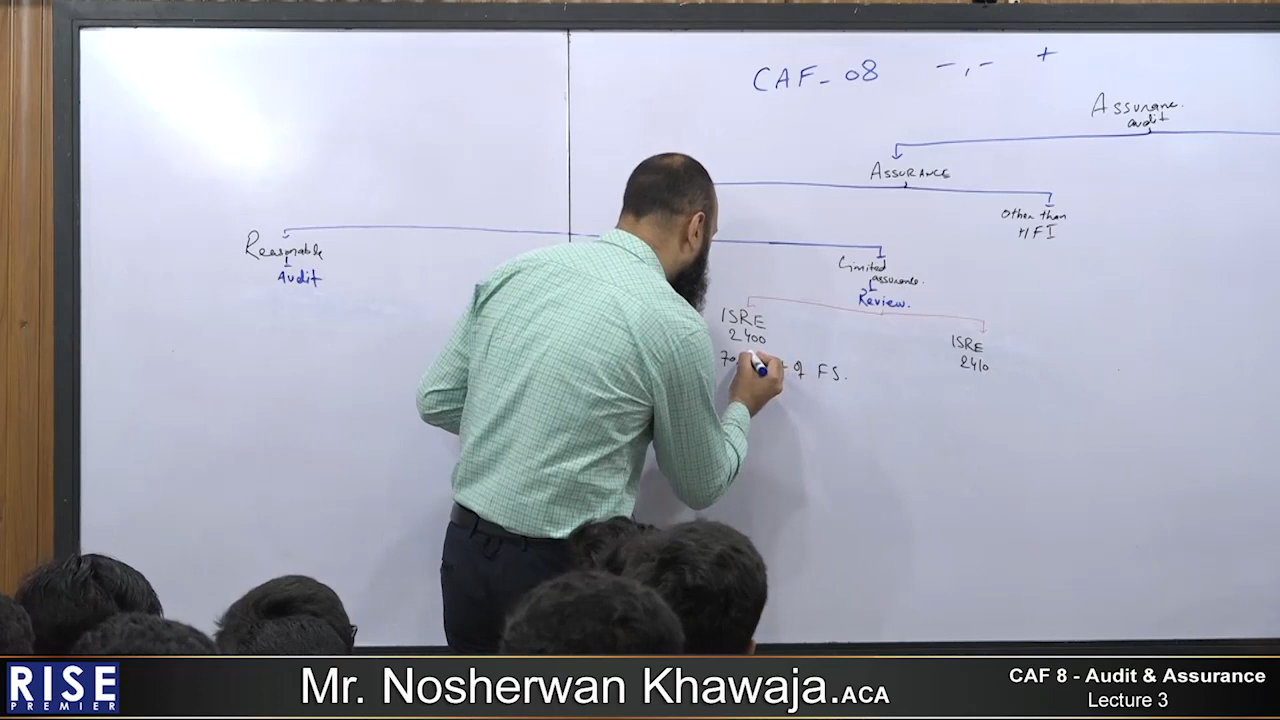 CAF-08 -,- +
Assurance.
audit
ASSURANCE
Other than
HFI
Reasonable
Audit
Limited
assurance.
Review.
ISRE
2400
ISRE
2410
of FS.
RISE
PREMIER
Mr. Nosherwan Khawaja.ACA
CAF 8 - Audit & Assurance
Lecture 3